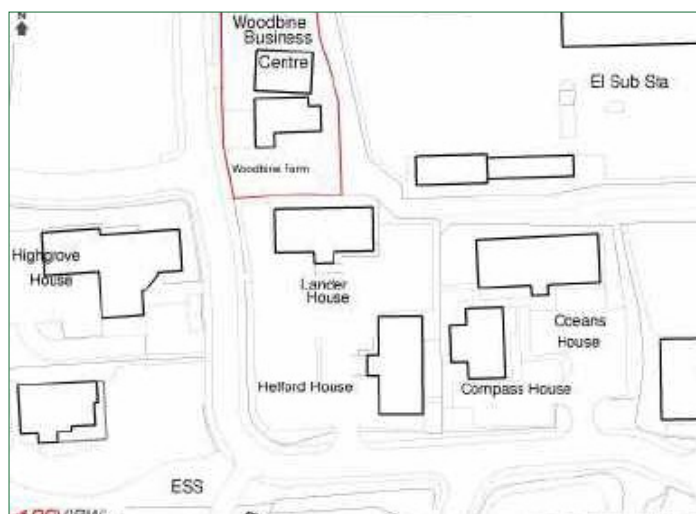 N
Woodbine
Business
Centre
El Sub Sta
Woodbine Farm
Highgrove
House
Lander
House
Oceans
House
Helford House
Compass House
ESS